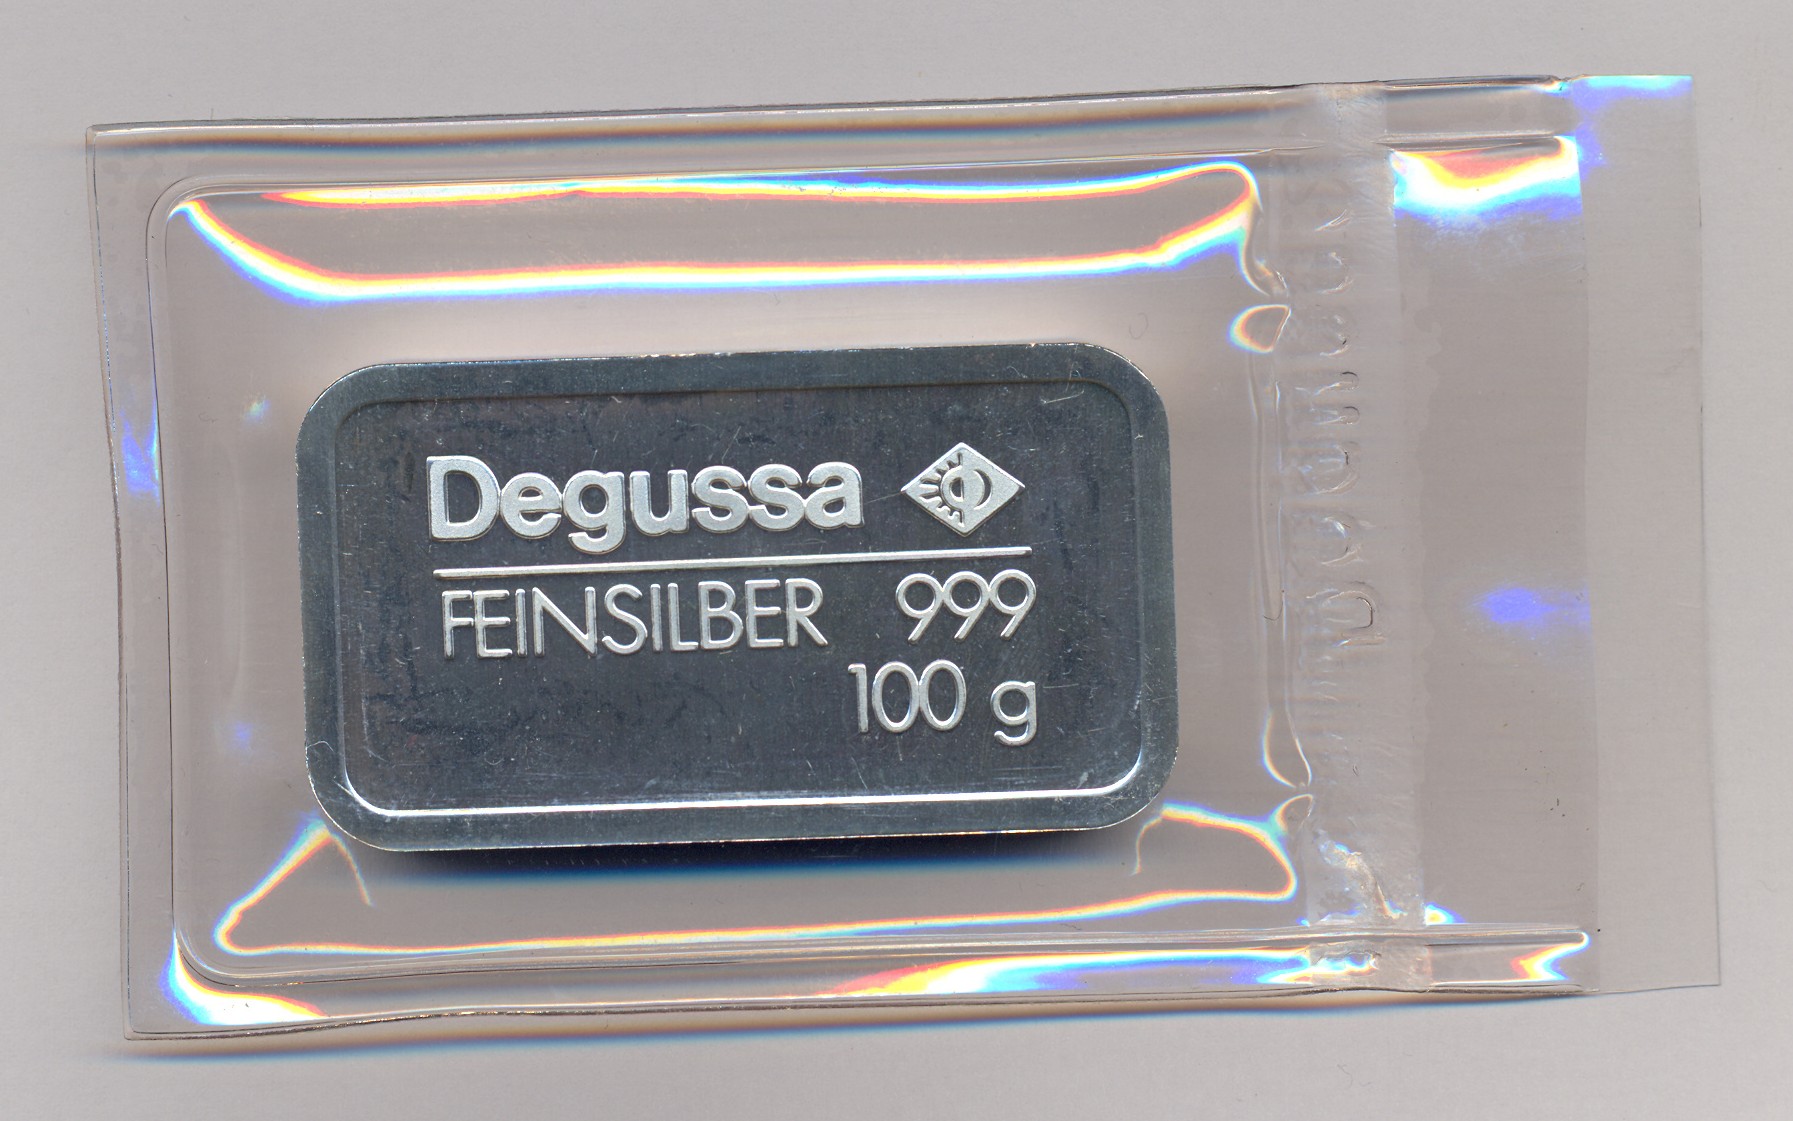 Degussa
FEINSILBER 999
100 g